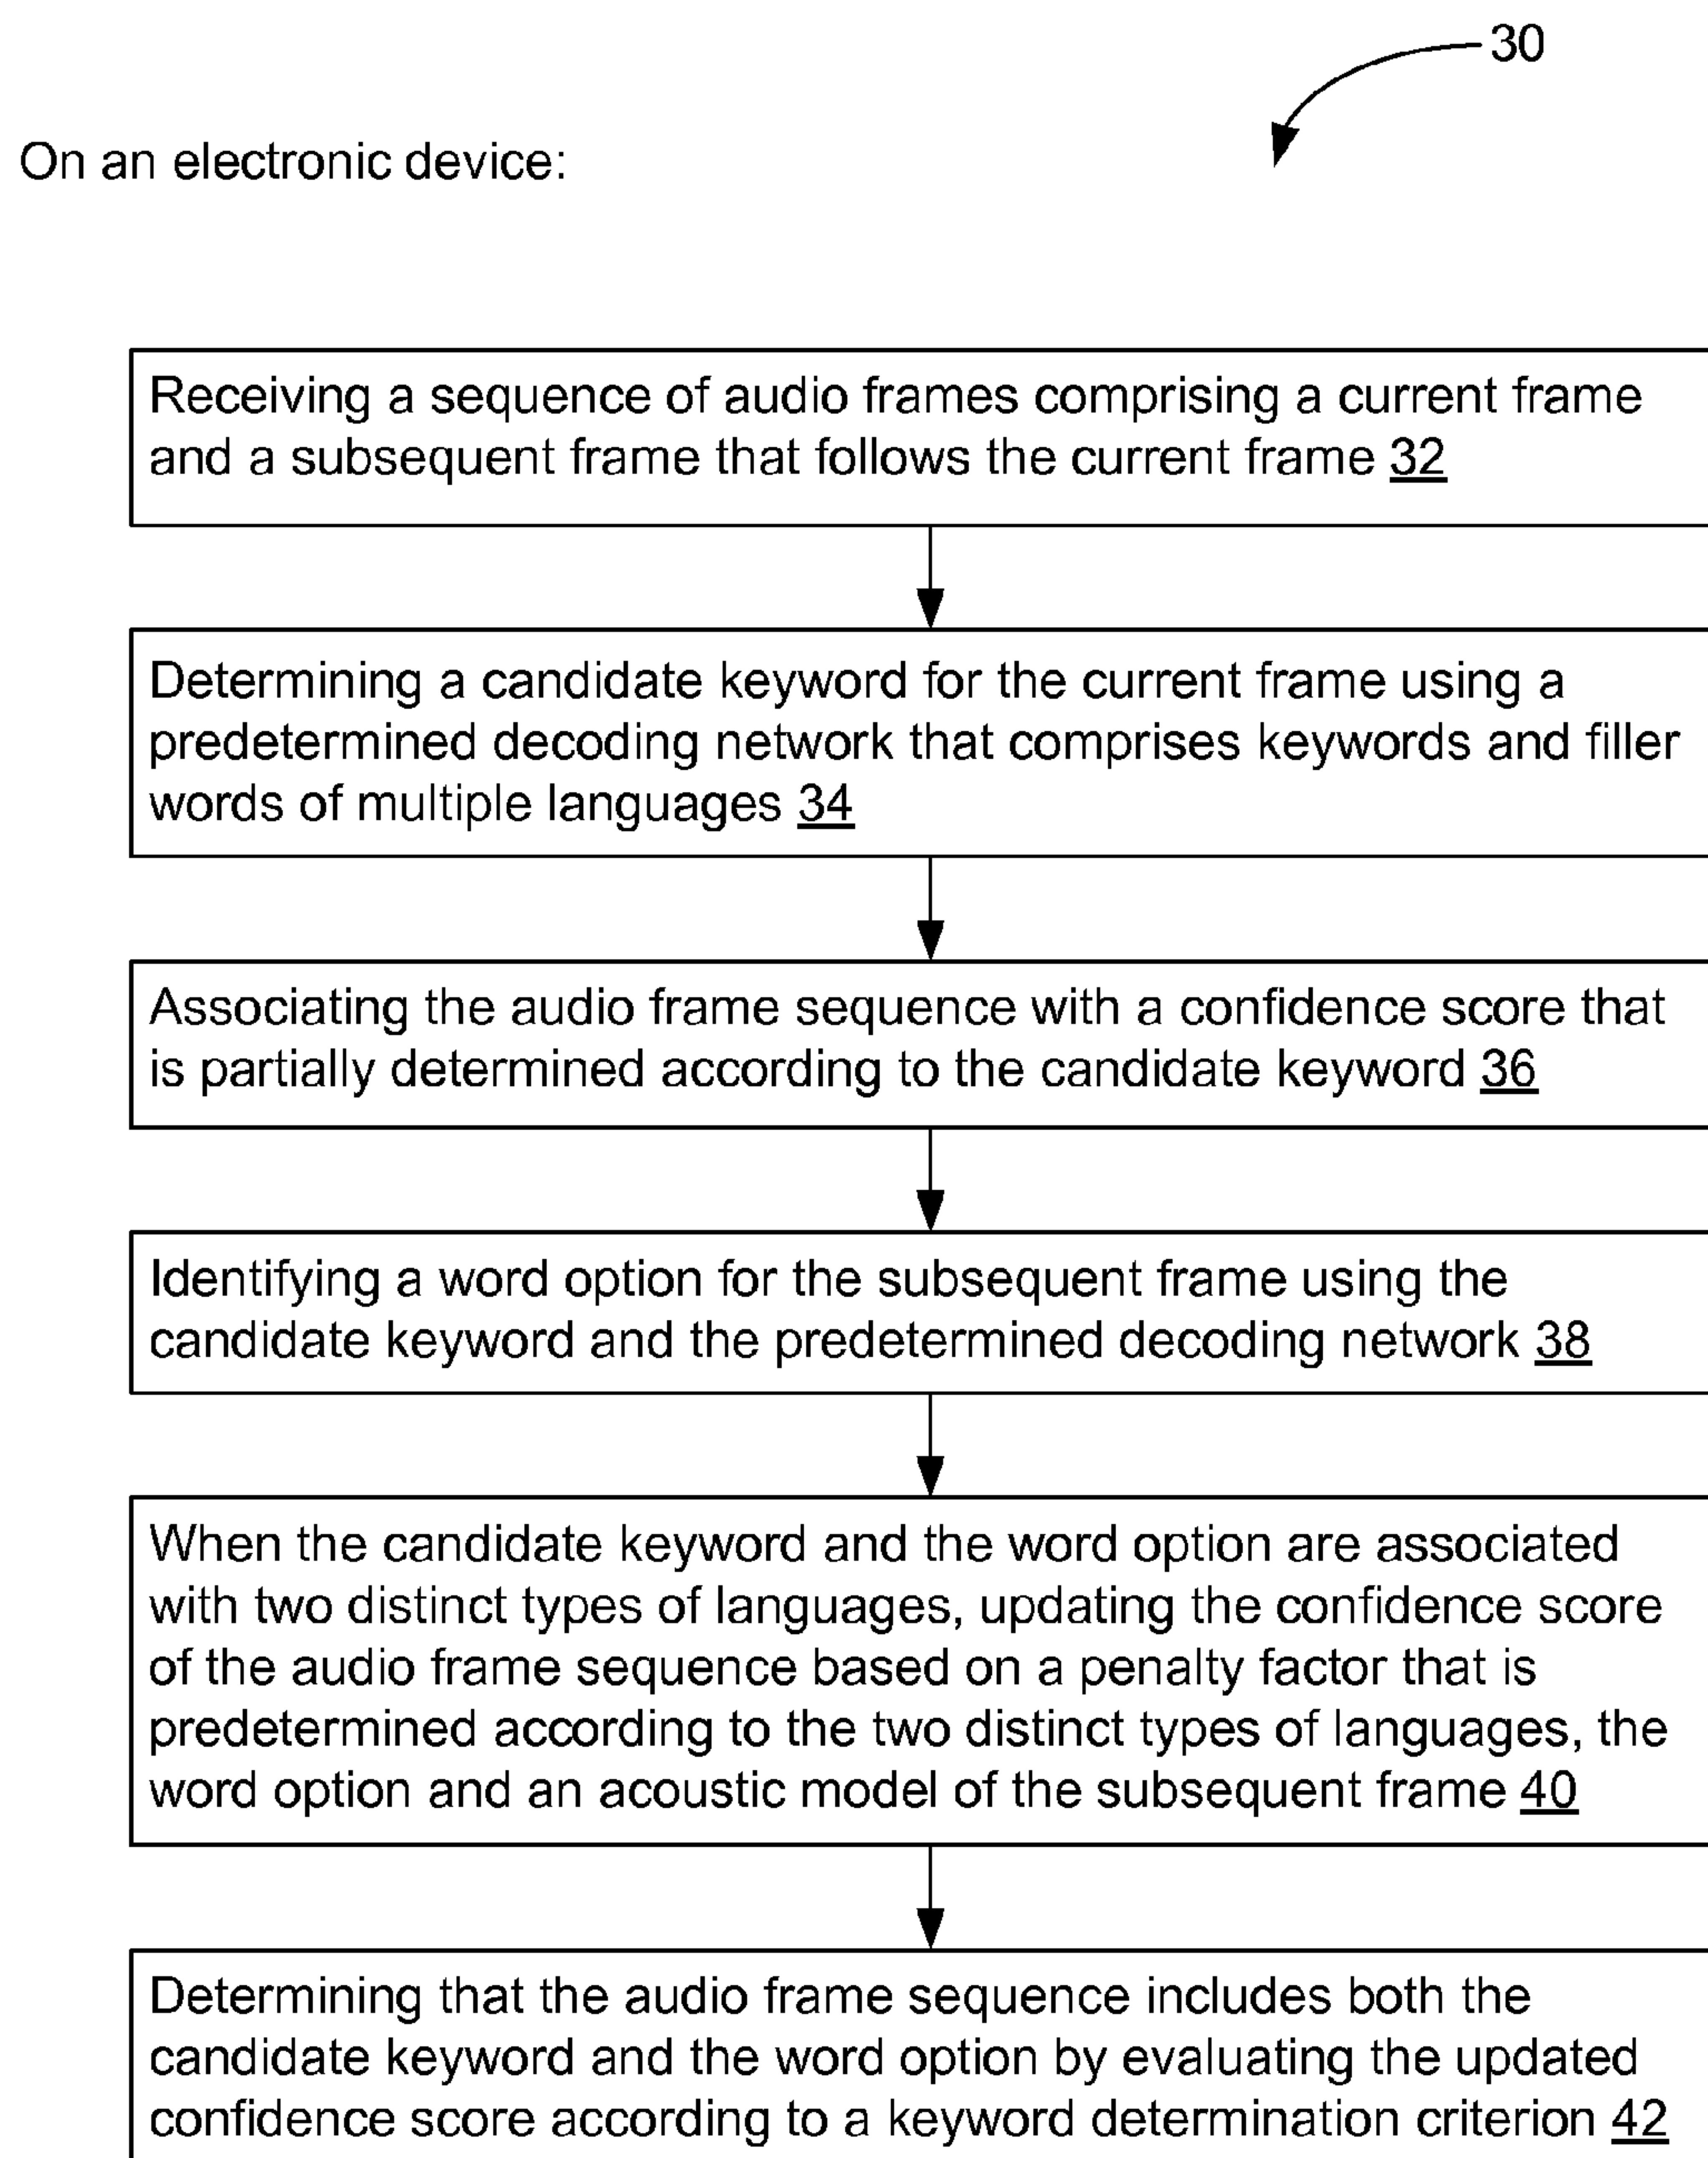 30
On an electronic device:
Receiving a sequence of audio frames comprising a current frame
and a subsequent frame that follows the current frame 32
Determining a candidate keyword for the current frame using a
predetermined decoding network that comprises keywords and filler
words of multiple languages 34
Associating the audio frame sequence with a confidence score that
is partially determined according to the candidate keyword 36
Identifying a word option for the subsequent frame using the
candidate keyword and the predetermined decoding network 38
When the candidate keyword and the word option are associated
with two distinct types of languages, updating the confidence score
of the audio frame sequence based on a penalty factor that is
predetermined according to the two distinct types of languages, the
word option and an acoustic model of the subsequent frame 40
Determining that the audio frame sequence includes both the
candidate keyword and the word option by evaluating the updated
confidence score according to a keyword determination criterion 42